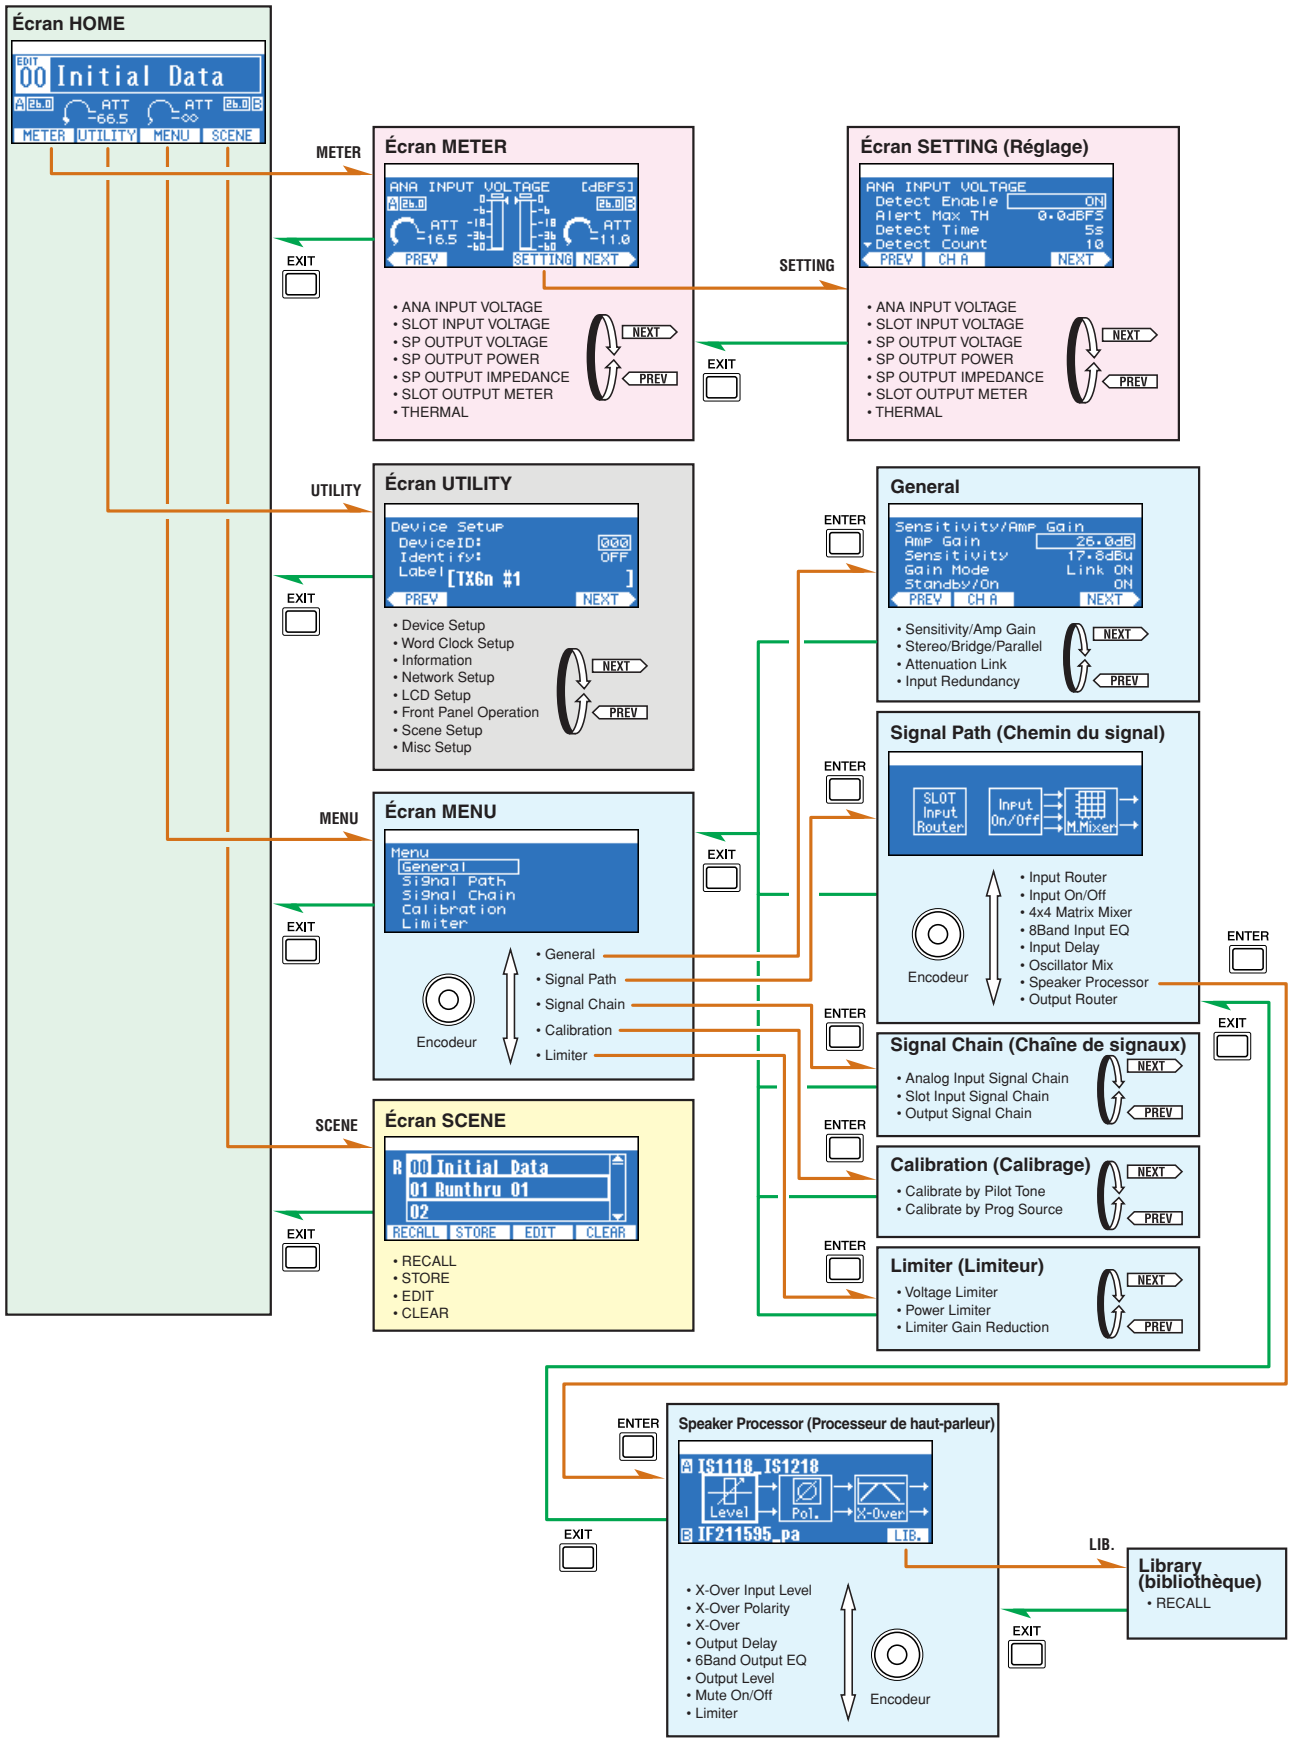 Écran HOME
EDIT
00 Initial Data
A 26.0 ATT -66.5 ATT -∞ 26.0 B
METER UTILITY MENU SCENE
METER
EXIT
Écran METER
ANA INPUT VOLTAGE [dBFS]
A 26.0 26.0 B
0
-6
-18
-36
-60
ATT -16.5
ATT -11.0
PREV SETTING NEXT
• ANA INPUT VOLTAGE
• SLOT INPUT VOLTAGE
• SP OUTPUT VOLTAGE
• SP OUTPUT POWER
• SP OUTPUT IMPEDANCE
• SLOT OUTPUT METER
• THERMAL
NEXT
PREV
SETTING
EXIT
Écran SETTING (Réglage)
ANA INPUT VOLTAGE
Detect Enable ON
Alert Max TH 0.0dBFS
Detect Time 5s
Detect Count 10
PREV CH A NEXT
• ANA INPUT VOLTAGE
• SLOT INPUT VOLTAGE
• SP OUTPUT VOLTAGE
• SP OUTPUT POWER
• SP OUTPUT IMPEDANCE
• SLOT OUTPUT METER
• THERMAL
NEXT
PREV
UTILITY
EXIT
Écran UTILITY
Device Setup
DeviceID: 000
Identify: OFF
Label [TX6n #1 ]
PREV NEXT
• Device Setup
• Word Clock Setup
• Information
• Network Setup
• LCD Setup
• Front Panel Operation
• Scene Setup
• Misc Setup
NEXT
PREV
ENTER
General
Sensitivity/Amp Gain
Amp Gain 26.0dB
Sensitivity 17.8dBu
Gain Mode Link ON
Standby/On ON
PREV CH A NEXT
• Sensitivity/Amp Gain
• Stereo/Bridge/Parallel
• Attenuation Link
• Input Redundancy
NEXT
PREV
ENTER
Signal Path (Chemin du signal)
SLOT Input Router
Input On/Off
M.Mixer
Encodeur
• Input Router
• Input On/Off
• 4x4 Matrix Mixer
• 8Band Input EQ
• Input Delay
• Oscillator Mix
• Speaker Processor
• Output Router
ENTER
EXIT
MENU
EXIT
EXIT
Écran MENU
Menu
General
Signal Path
Signal Chain
Calibration
Limiter
Encodeur
• General
• Signal Path
• Signal Chain
• Calibration
• Limiter
ENTER
Signal Chain (Chaîne de signaux)
• Analog Input Signal Chain
• Slot Input Signal Chain
• Output Signal Chain
NEXT
PREV
SCENE
EXIT
Écran SCENE
R 00 Initial Data
01 Runthru 01
02
RECALL STORE EDIT CLEAR
• RECALL
• STORE
• EDIT
• CLEAR
ENTER
Calibration (Calibrage)
• Calibrate by Pilot Tone
• Calibrate by Prog Source
NEXT
PREV
ENTER
Limiter (Limiteur)
• Voltage Limiter
• Power Limiter
• Limiter Gain Reduction
NEXT
PREV
ENTER
EXIT
Speaker Processor (Processeur de haut-parleur)
A IS1118_IS1218
Level Pol. X-Over
B IF211595_pa LIB.
• X-Over Input Level
• X-Over Polarity
• X-Over
• Output Delay
• 6Band Output EQ
• Output Level
• Mute On/Off
• Limiter
Encodeur
LIB.
EXIT
Library
(bibliothèque)
• RECALL